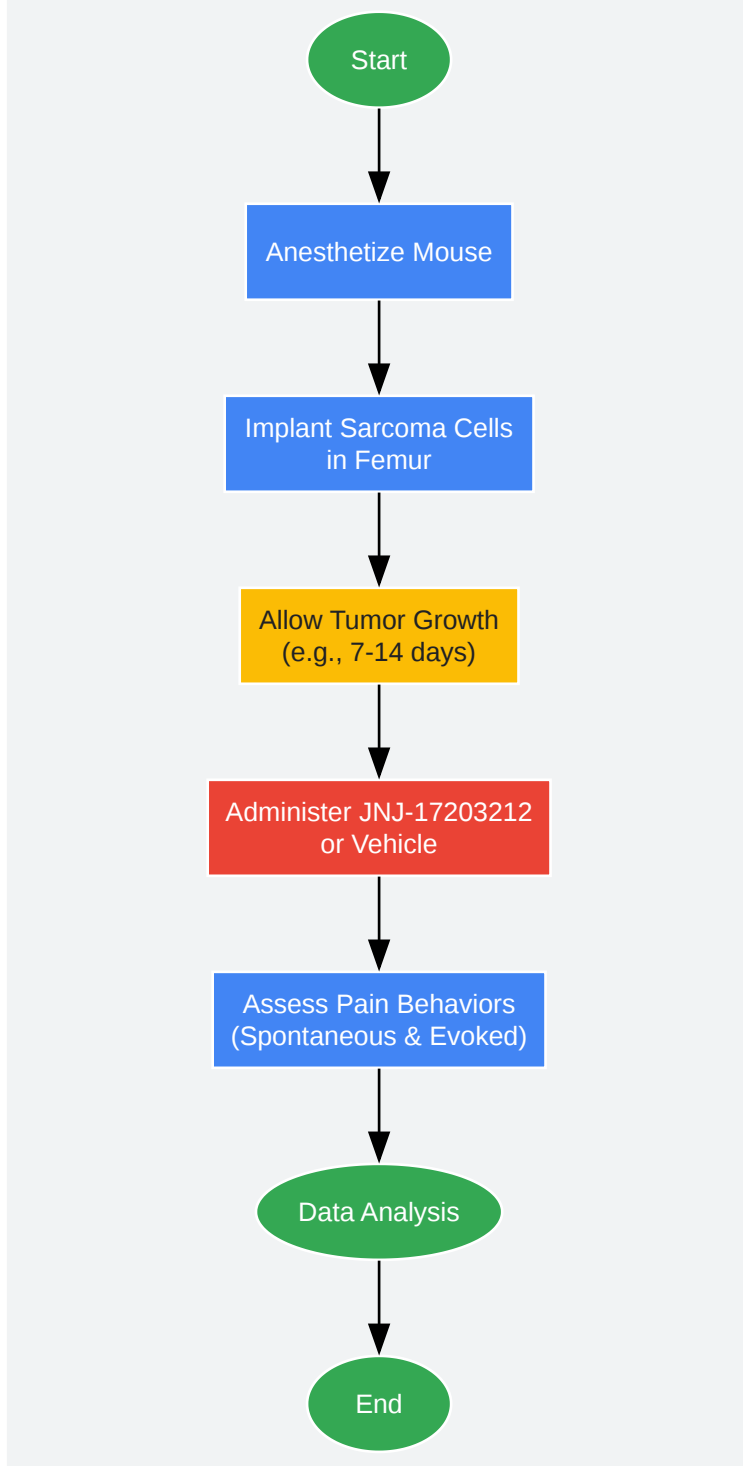 Start
Anesthetize Mouse
Implant Sarcoma Cells
in Femur
Allow Tumor Growth
(e.g., 7-14 days)
Administer JNJ-17203212
or Vehicle
Assess Pain Behaviors
(Spontaneous & Evoked)
Data Analysis
End